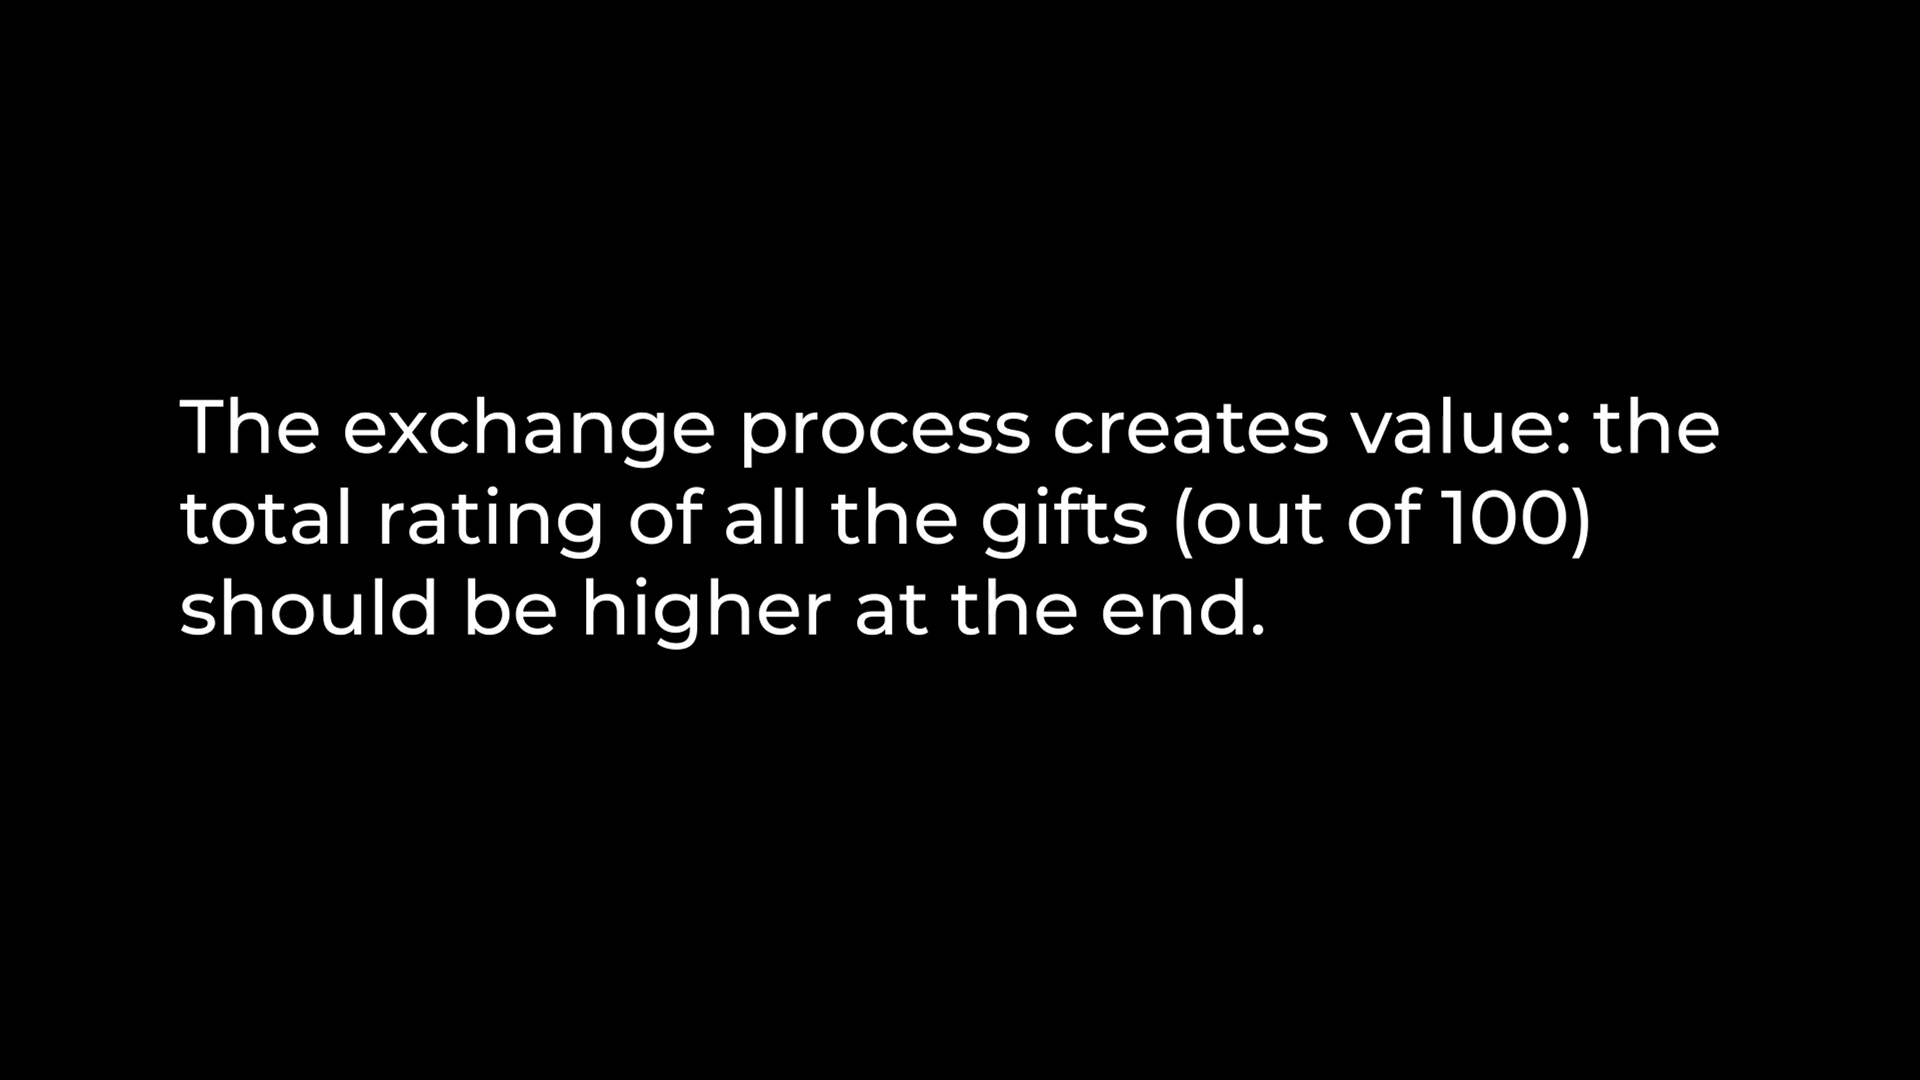 The exchange process creates value: the
total rating of all the gifts (out of 100)
should be higher at the end.